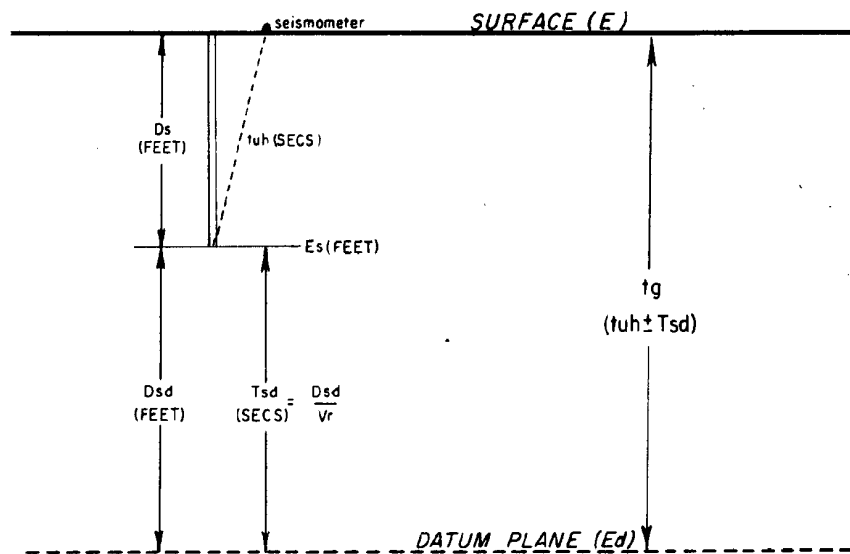 seismometer
SURFACE (E)
Ds
(FEET)
tuh (SECS)
Es (FEET)
tg
(tuh ± Tsd)
Dsd
(FEET)
Tsd = Dsd
(SECS) Vr
DATUM PLANE (Ed)